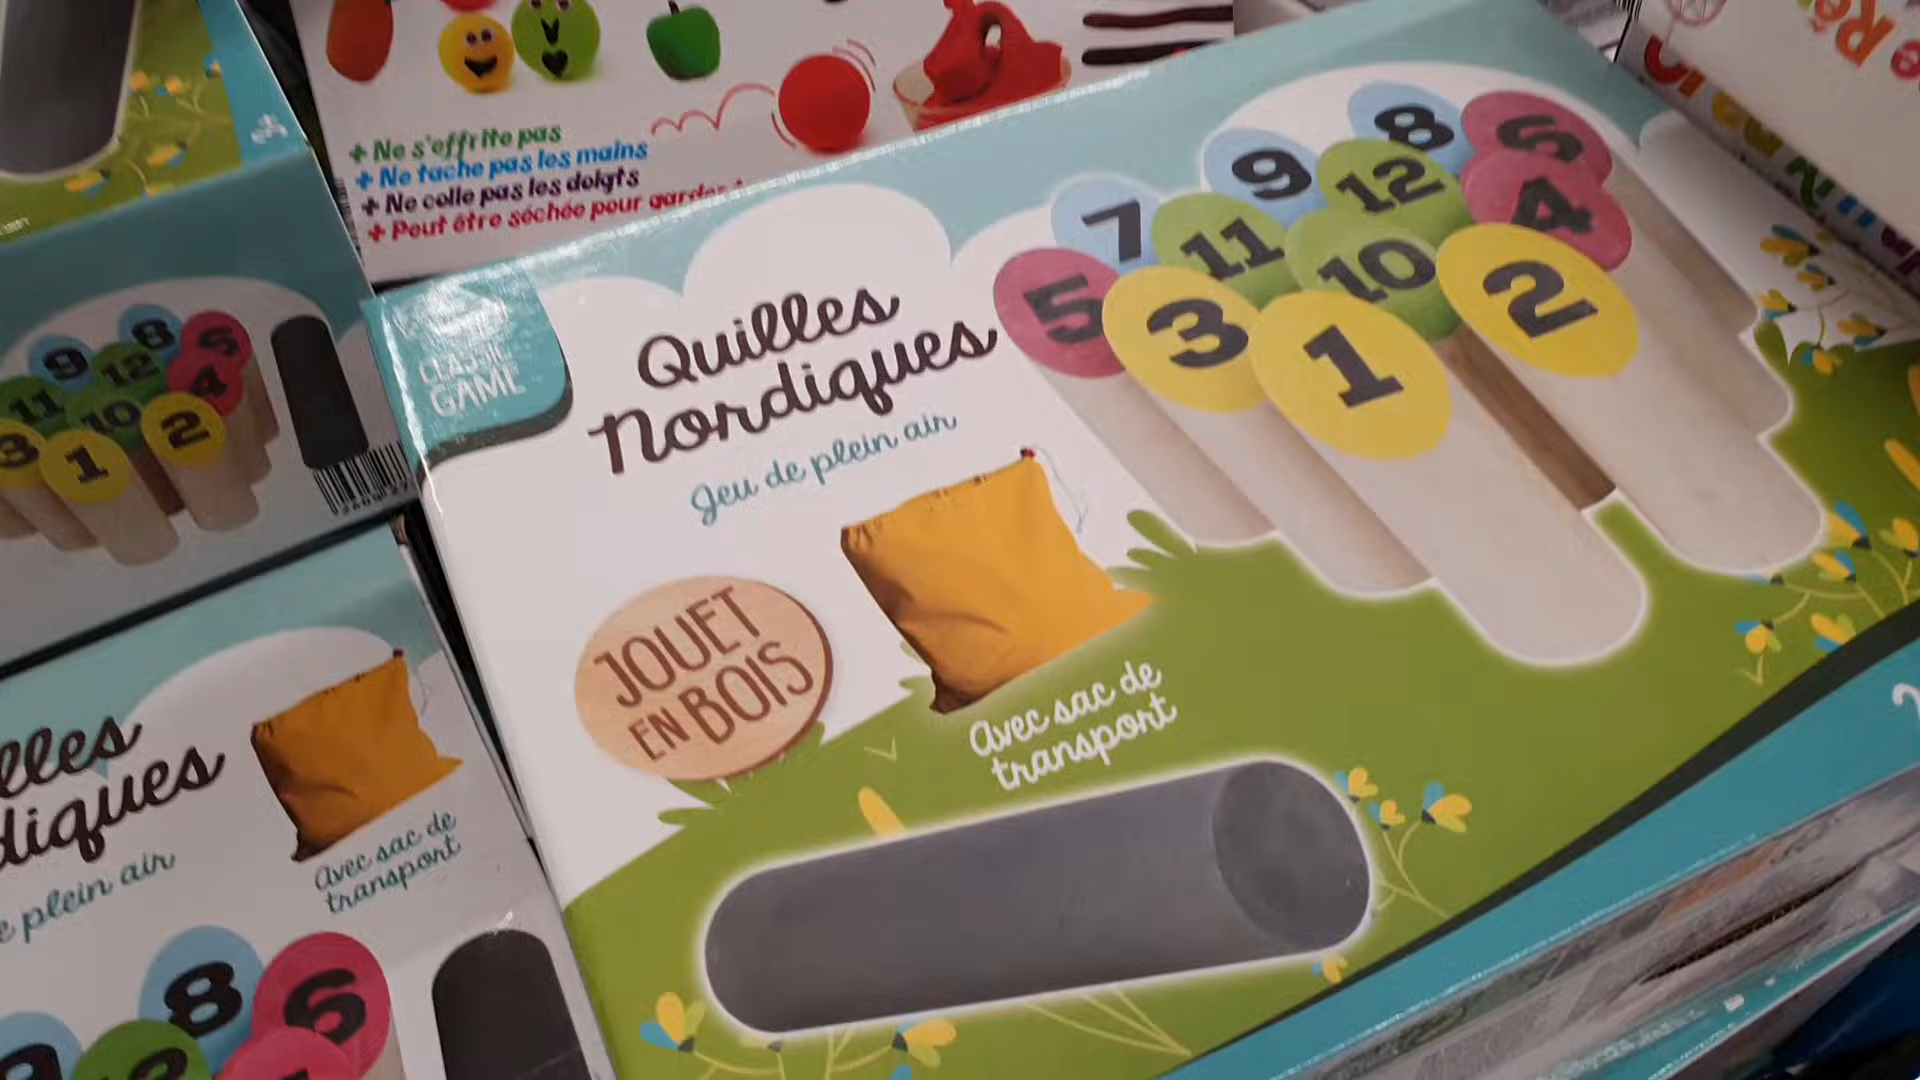 + Ne s'effrite pas
+ Ne tache pas les mains
+ Ne colle pas les doigts
+ Peut être séchée pour garder
CLASSIC
GAME
Quilles
Nordiques
Jeu de plein air
JOUET
EN BOIS
Avec sac de
transport
8
6
9
12
4
7
11
10
2
5
3
1
8
6
9
12
4
11
10
2
3
1
lles
diques
plein air
Avec sac de
transport
8
6
9